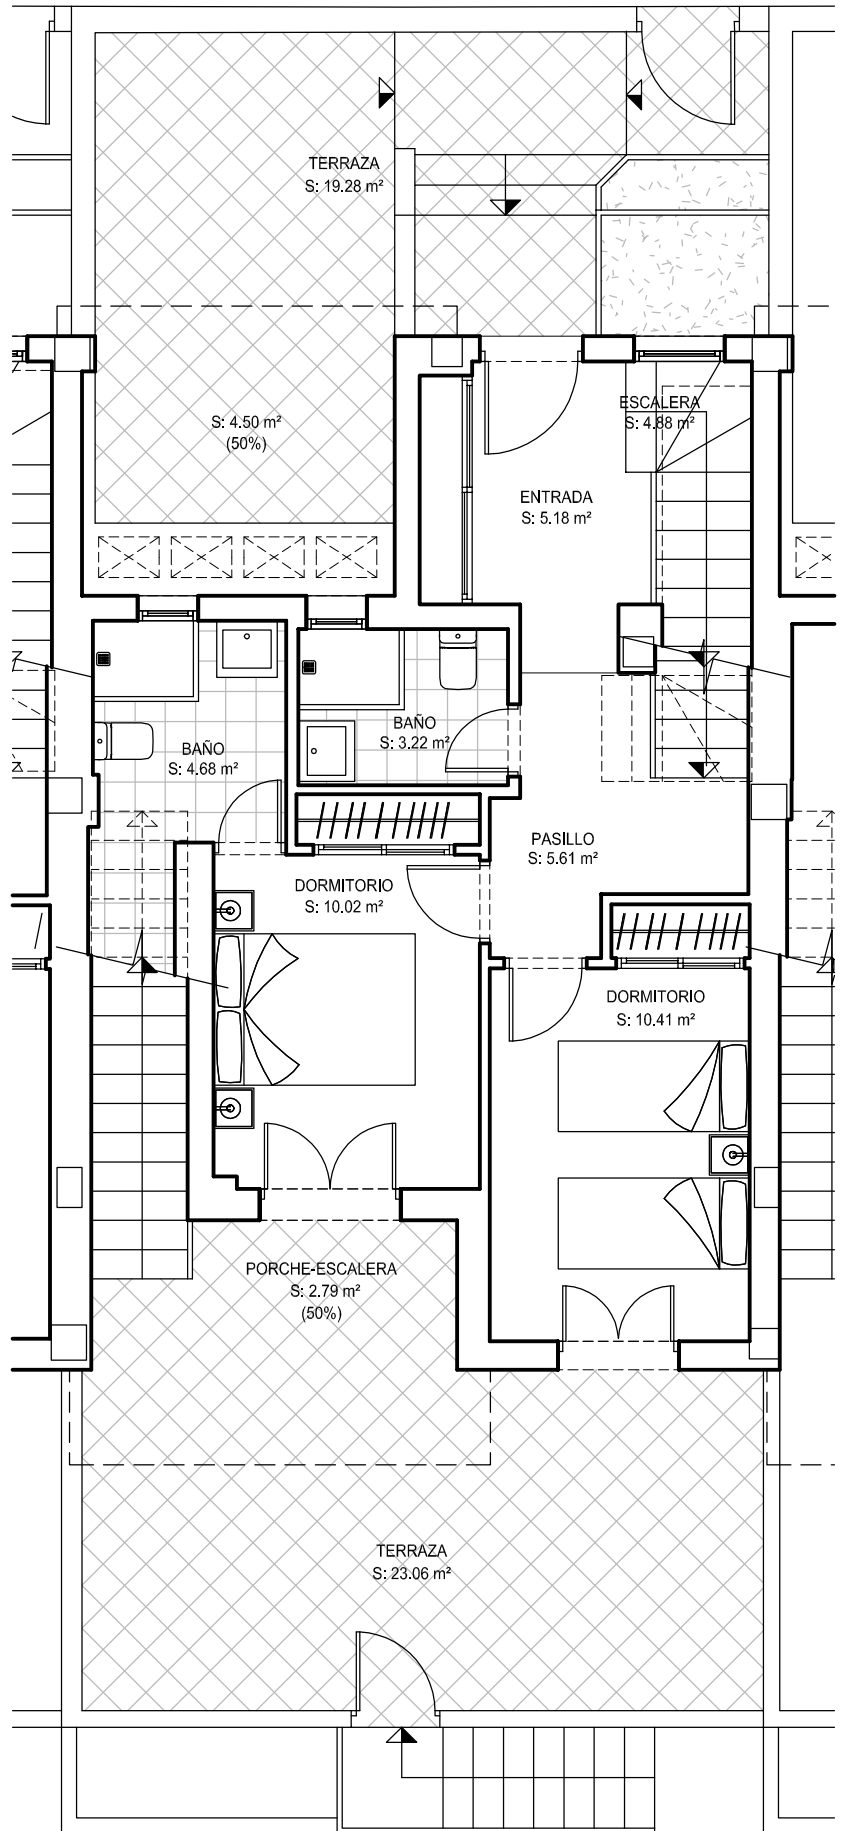 TERRAZA
S: 19.28 m²
S: 4.50 m²
(50%)
ESCALERA
S: 4.88 m²
ENTRADA
S: 5.18 m²
BAÑO
S: 3.22 m²
BAÑO
S: 4.68 m²
PASILLO
S: 5.61 m²
DORMITORIO
S: 10.02 m²
DORMITORIO
S: 10.41 m²
PORCHE-ESCALERA
S: 2.79 m²
(50%)
TERRAZA
S: 23.06 m²